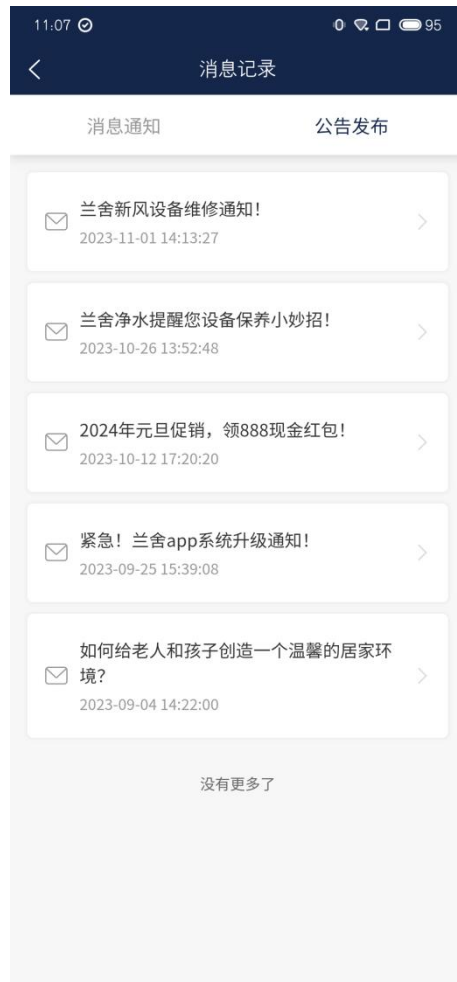 11:07 95
消息记录
消息通知 公告发布
兰舍新风设备维修通知！
2023-11-01 14:13:27
兰舍净水提醒您设备保养小妙招！
2023-10-26 13:52:48
2024年元旦促销，领888现金红包！
2023-10-12 17:20:20
紧急！兰舍app系统升级通知！
2023-09-25 15:39:08
如何给老人和孩子创造一个温馨的居家环
境？
2023-09-04 14:22:00
没有更多了